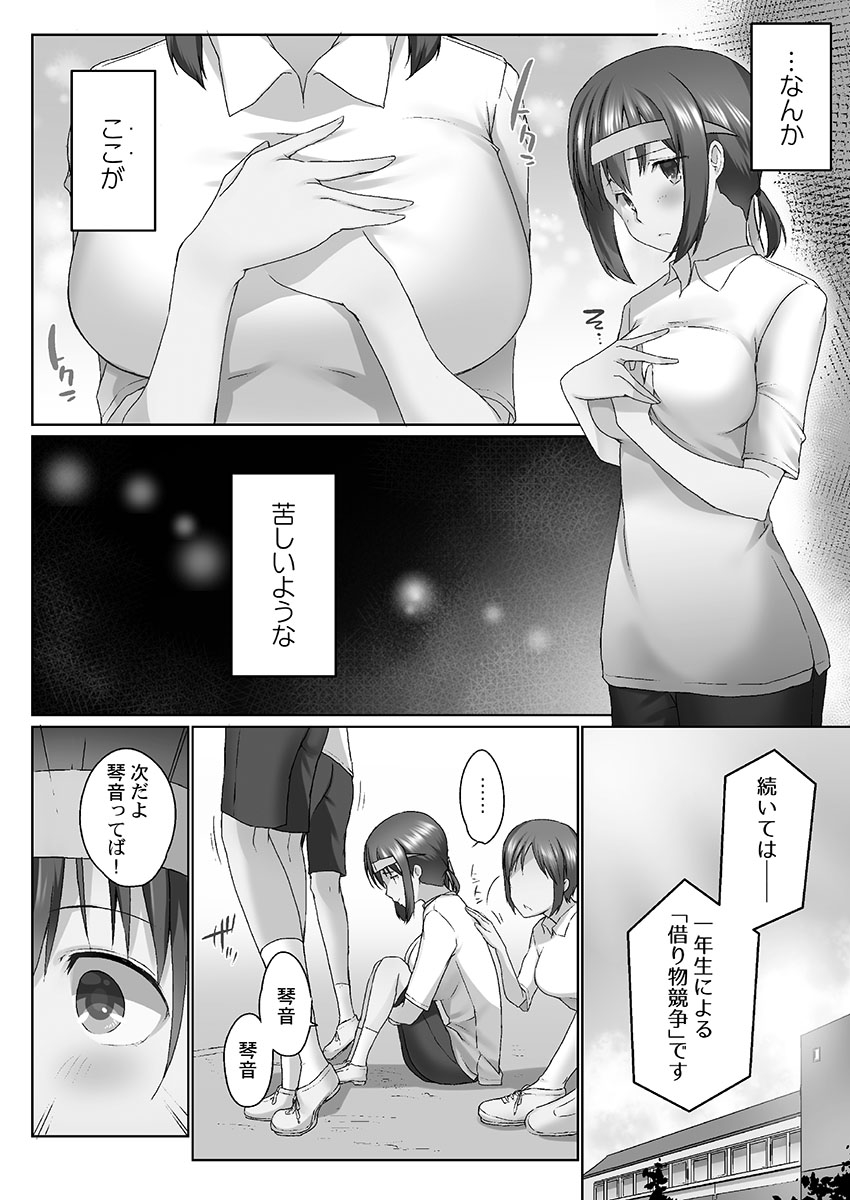 …なんか
ここが
トクン
トクン
苦しいような
続いては――
一年生による
「借り物競争」です
……
琴音
琴音
次だよ
琴音ってば！